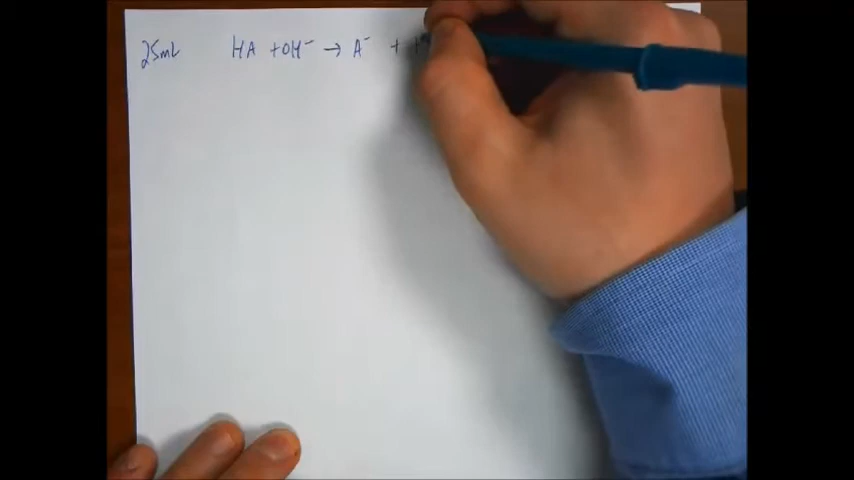 25mL HA + OH⁻ → A⁻ +